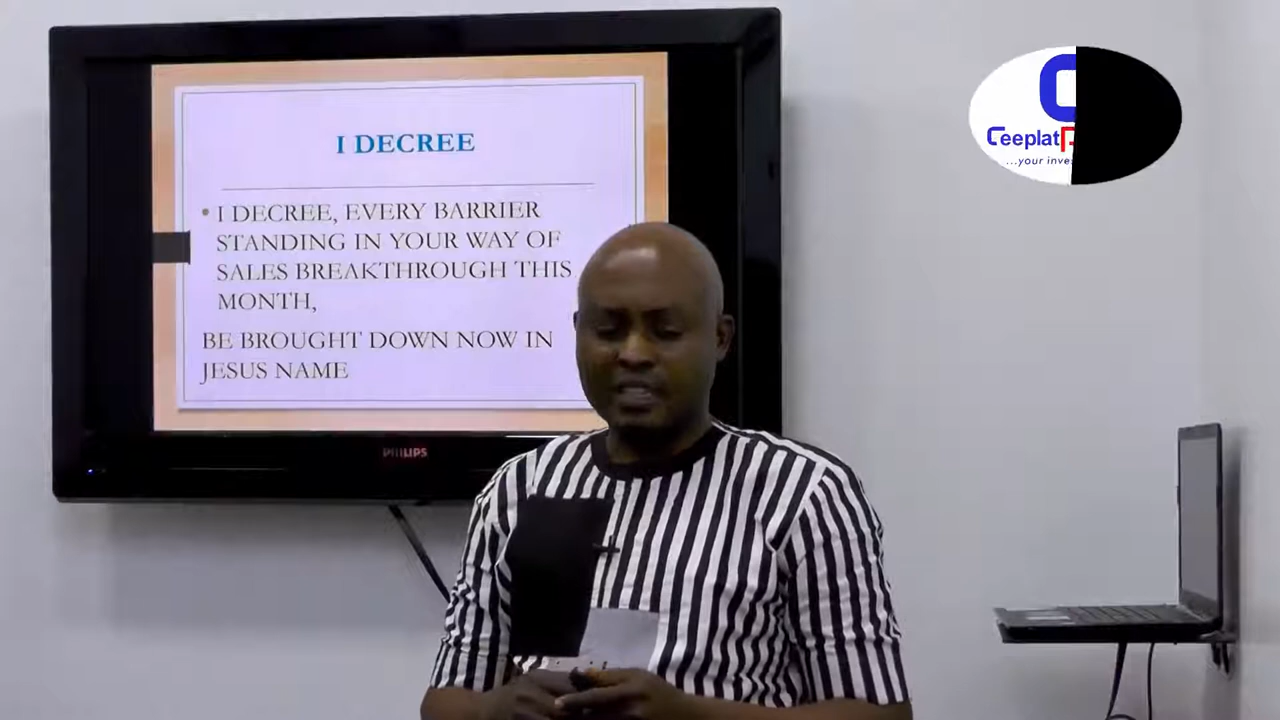 I DECREE
• I DECREE, EVERY BARRIER
STANDING IN YOUR WAY OF
SALES BREAKTHROUGH THIS
MONTH,
BE BROUGHT DOWN NOW IN
JESUS NAME
PHILIPS
C
Ceeplat
...your